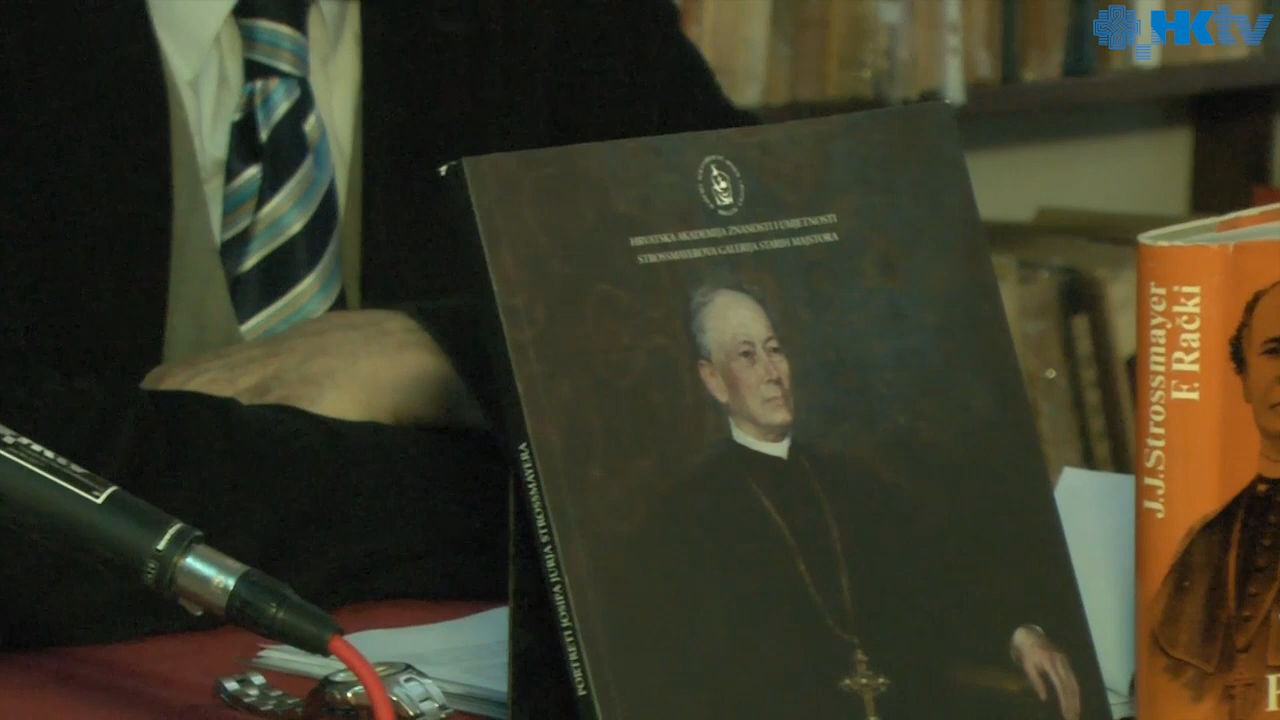 HKtv
HRVATSKA AKADEMIJA ZNANOSTI I UMJETNOSTI
STROSSMAYEROVA GALERIJA STARIH MAJSTORA
PORTRETI JOSIPA JURJA STROSSMAYERA
J.J.Strossmayer
F. Rački